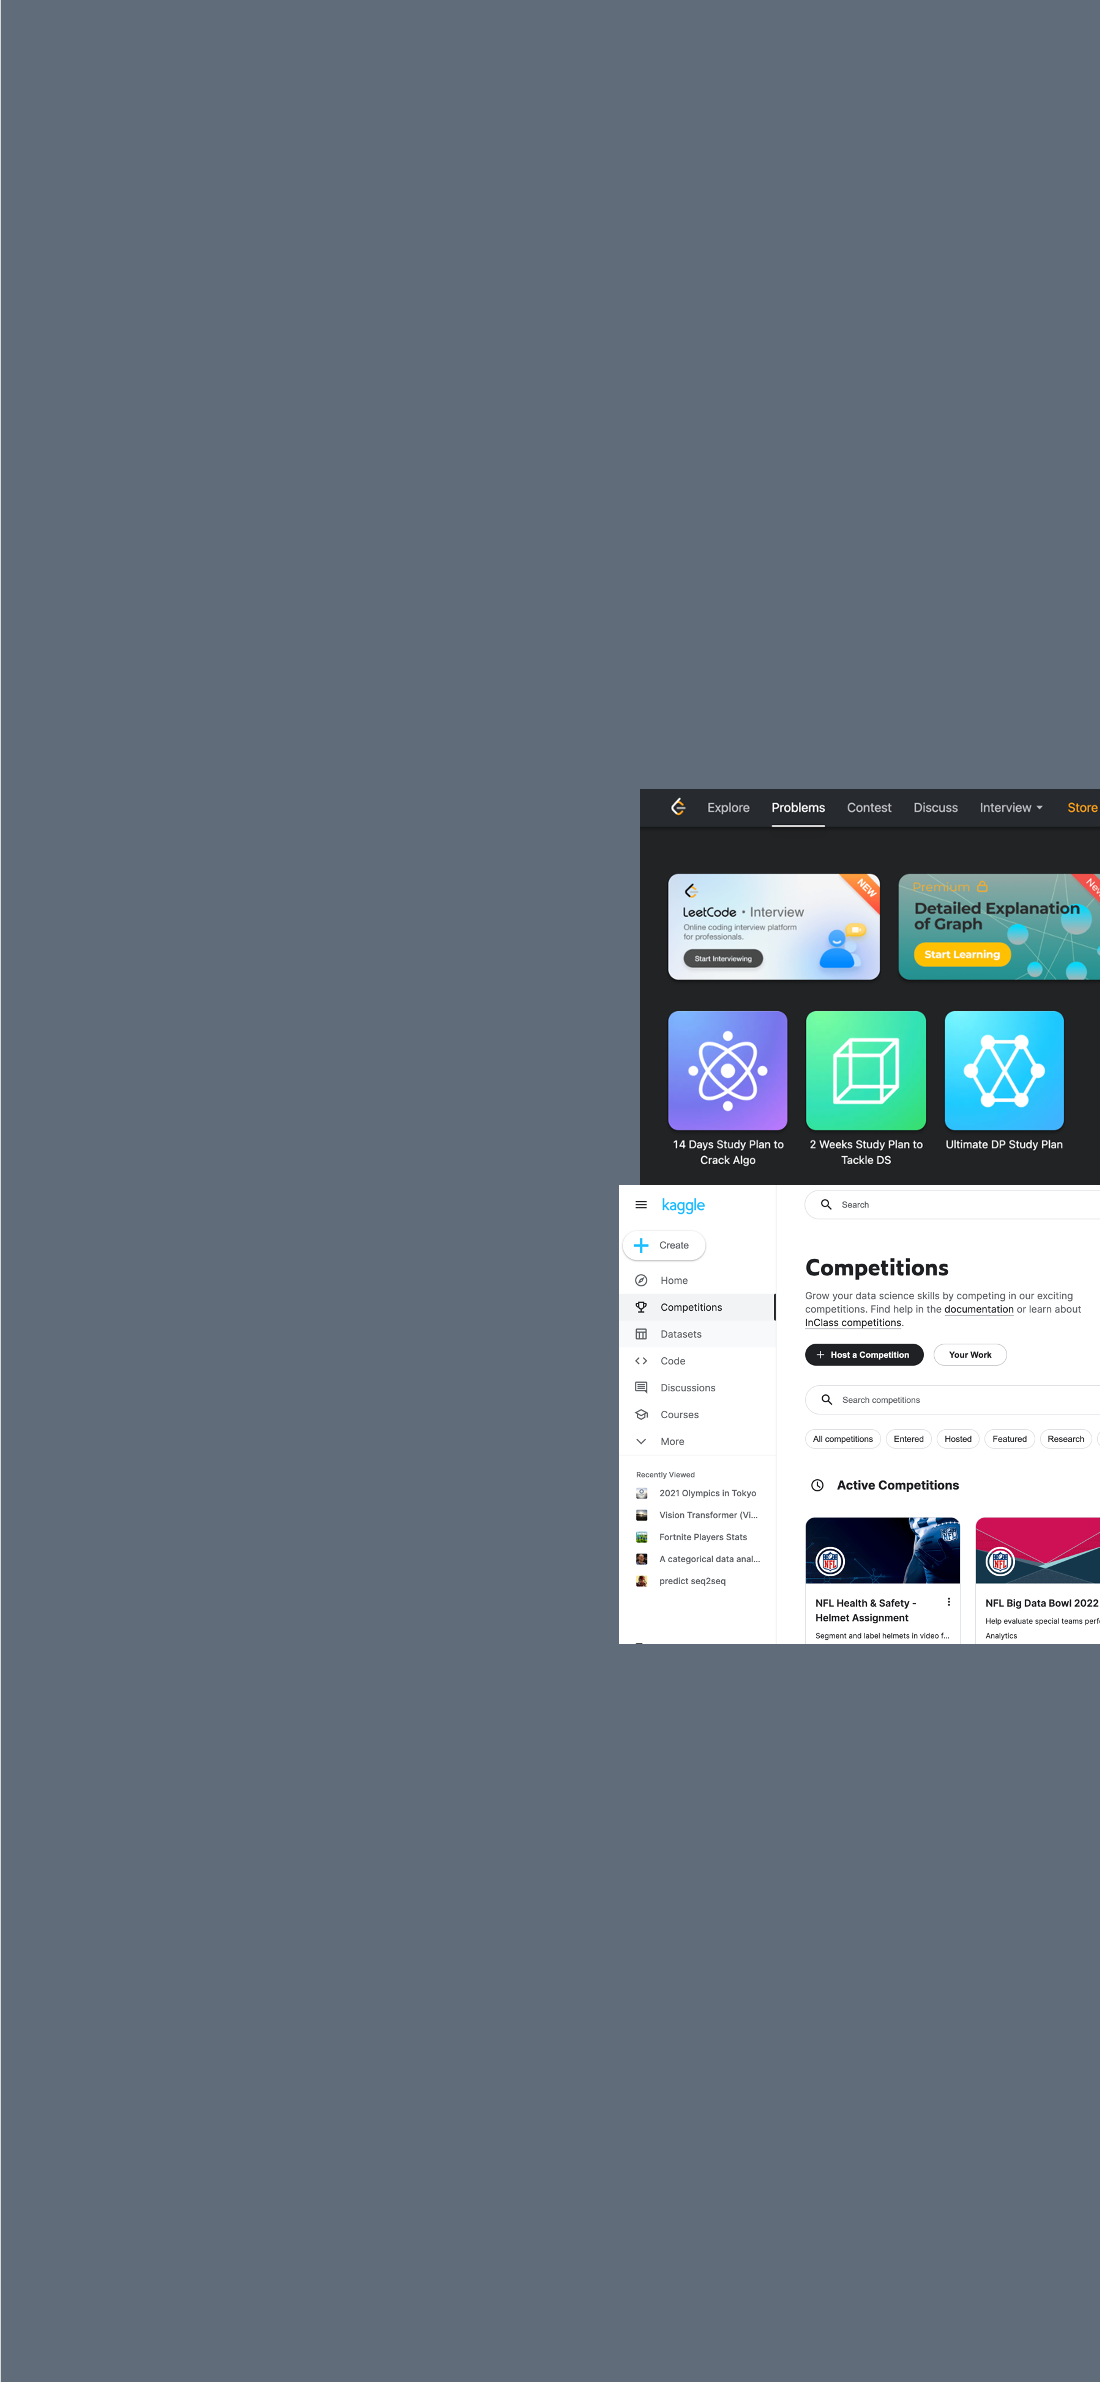 Explore Problems Contest Discuss Interview Store
NEW
LeetCode • Interview
Online coding interview platform
for professionals.
Start Interviewing
Premium
New
Detailed Explanation
of Graph
Start Learning
14 Days Study Plan to
Crack Algo
2 Weeks Study Plan to
Tackle DS
Ultimate DP Study Plan
kaggle
Create
Home
Competitions
Datasets
Code
Discussions
Courses
More
Recently Viewed
2021 Olympics in Tokyo
Vision Transformer (Vi...
Fortnite Players Stats
A categorical data anal...
predict seq2seq
Search
Competitions
Grow your data science skills by competing in our exciting
competitions. Find help in the documentation or learn about
InClass competitions.
+ Host a Competition
Your Work
Search competitions
All competitions Entered Hosted Featured Research
Active Competitions
NFL
NFL
NFL Health & Safety -
Helmet Assignment
Segment and label helmets in video f...
NFL
NFL Big Data Bowl 2022
Help evaluate special teams
Analytics